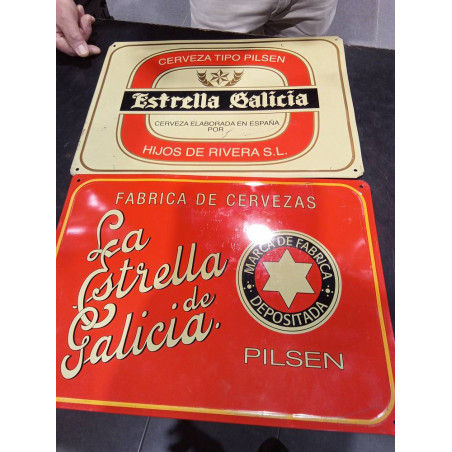 CERVEZA TIPO PILSEN
Estrella Galicia
CERVEZA ELABORADA EN ESPAÑA
POR
HIJOS DE RIVERA S.L.
FABRICA DE CERVEZAS
La
Estrella
de
Galicia.
MARCA DE FABRICA
DEPOSITADA
PILSEN